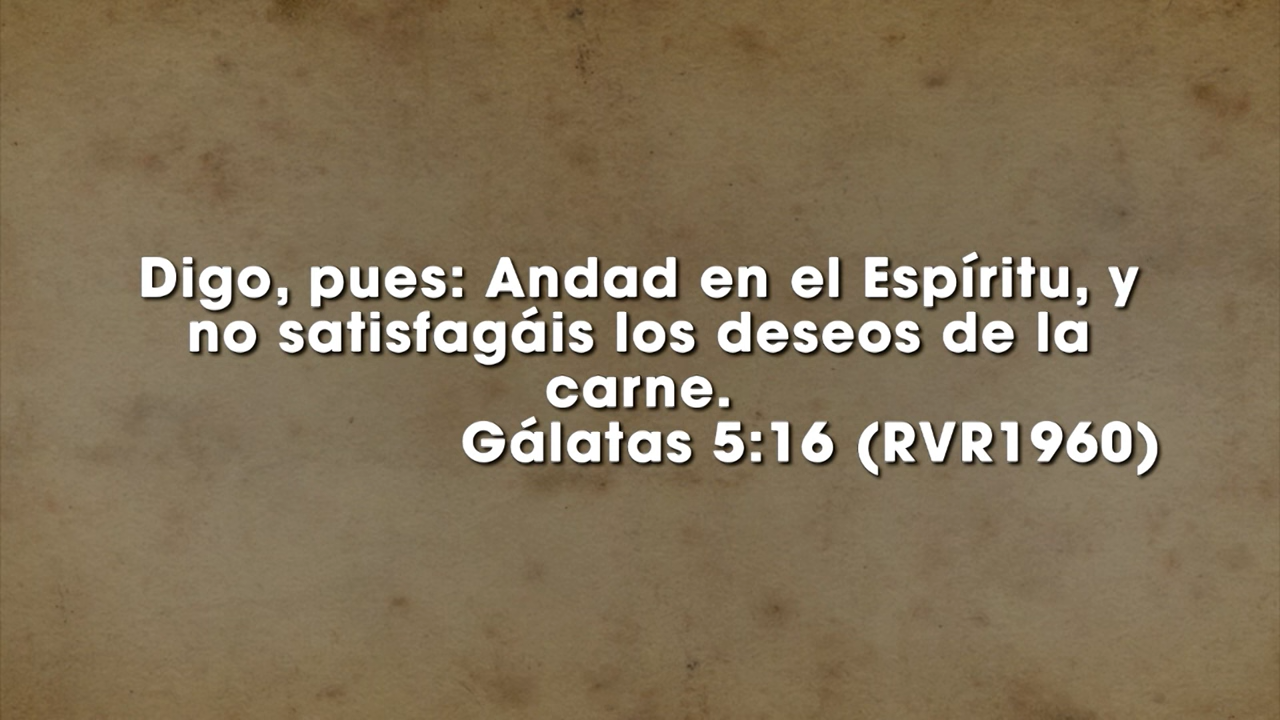 Digo, pues: Andad en el Espíritu, y
no satisfagáis los deseos de la
carne.
Gálatas 5:16 (RVR1960)